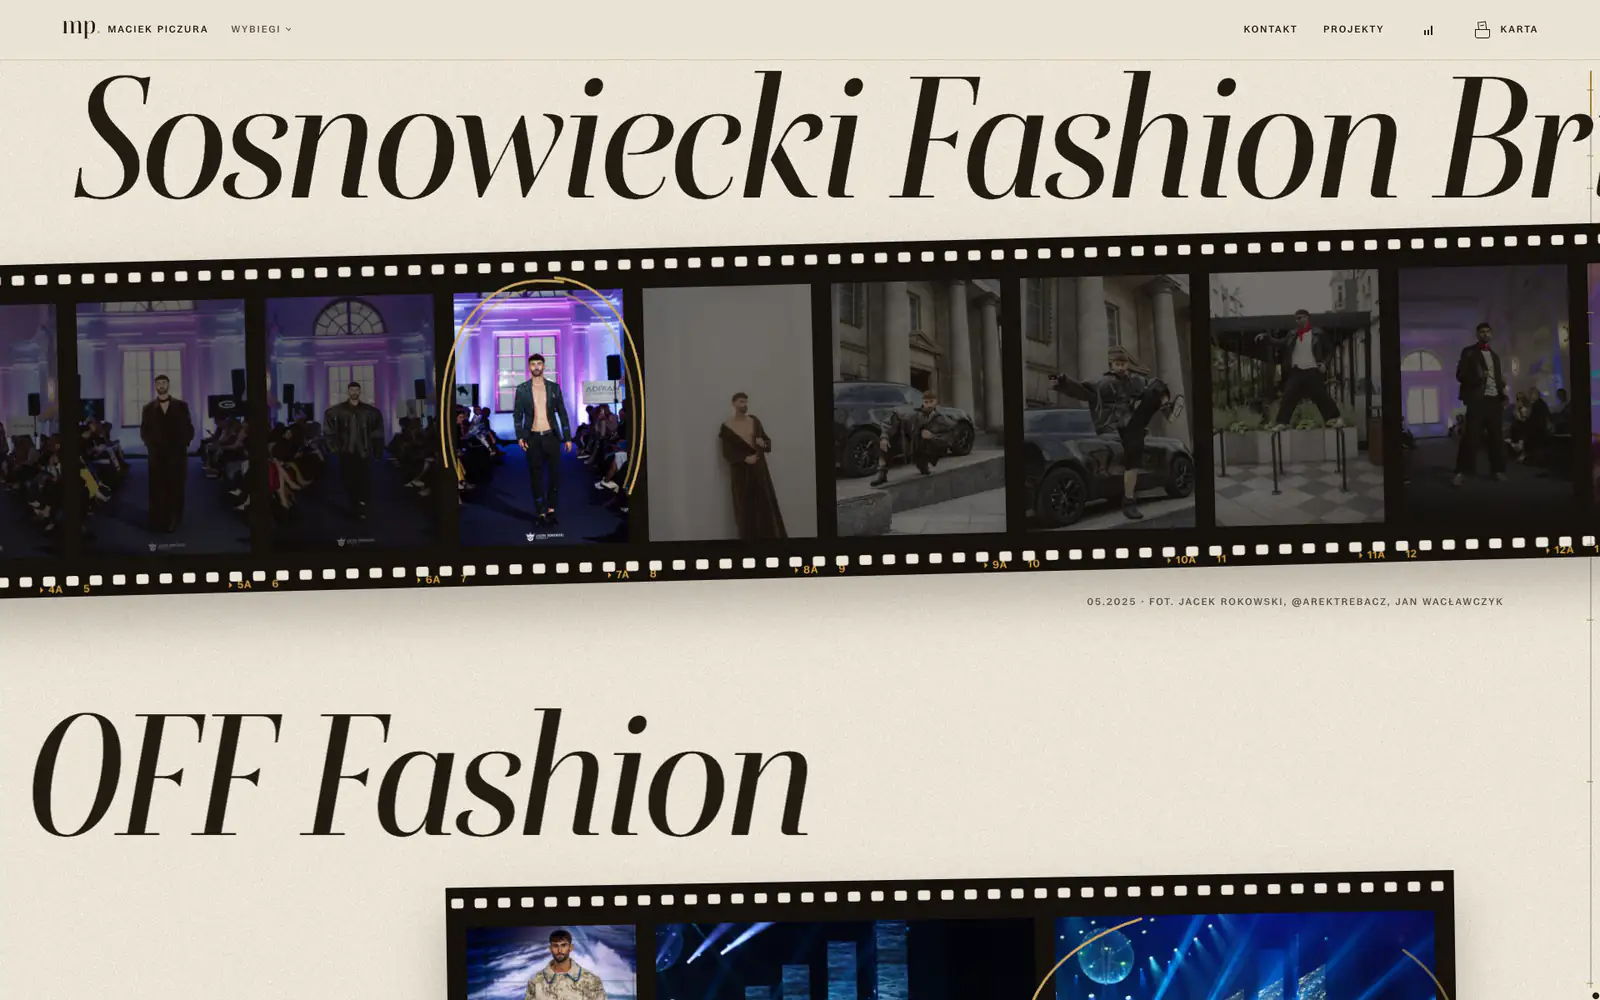 mp. MACIEK PICZURA WYBIEGI
KONTAKT PROJEKTY KARTA
Sosnowiecki Fashion
4A 5 5A 6 6A 7 7A 8 8A 9 9A 10 10A 11 11A 12 12A
05.2025 · FOT. JACEK ROKOWSKI, @AREKTREBACZ, JAN WACŁAWCZYK
OFF Fashion